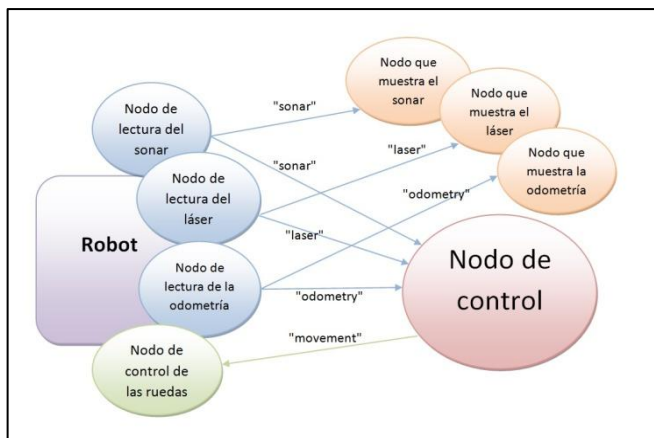 Nodo de
lectura del
sonar
Nodo de
lectura del
láser
Robot
Nodo de
lectura de la
odometría
Nodo de
control de
las ruedas
"sonar"
"sonar"
"laser"
"laser"
"odometry"
"odometry"
"movement"
Nodo que
muestra el
sonar
Nodo que
muestra el
láser
Nodo que
muestra la
odometría
Nodo de
control